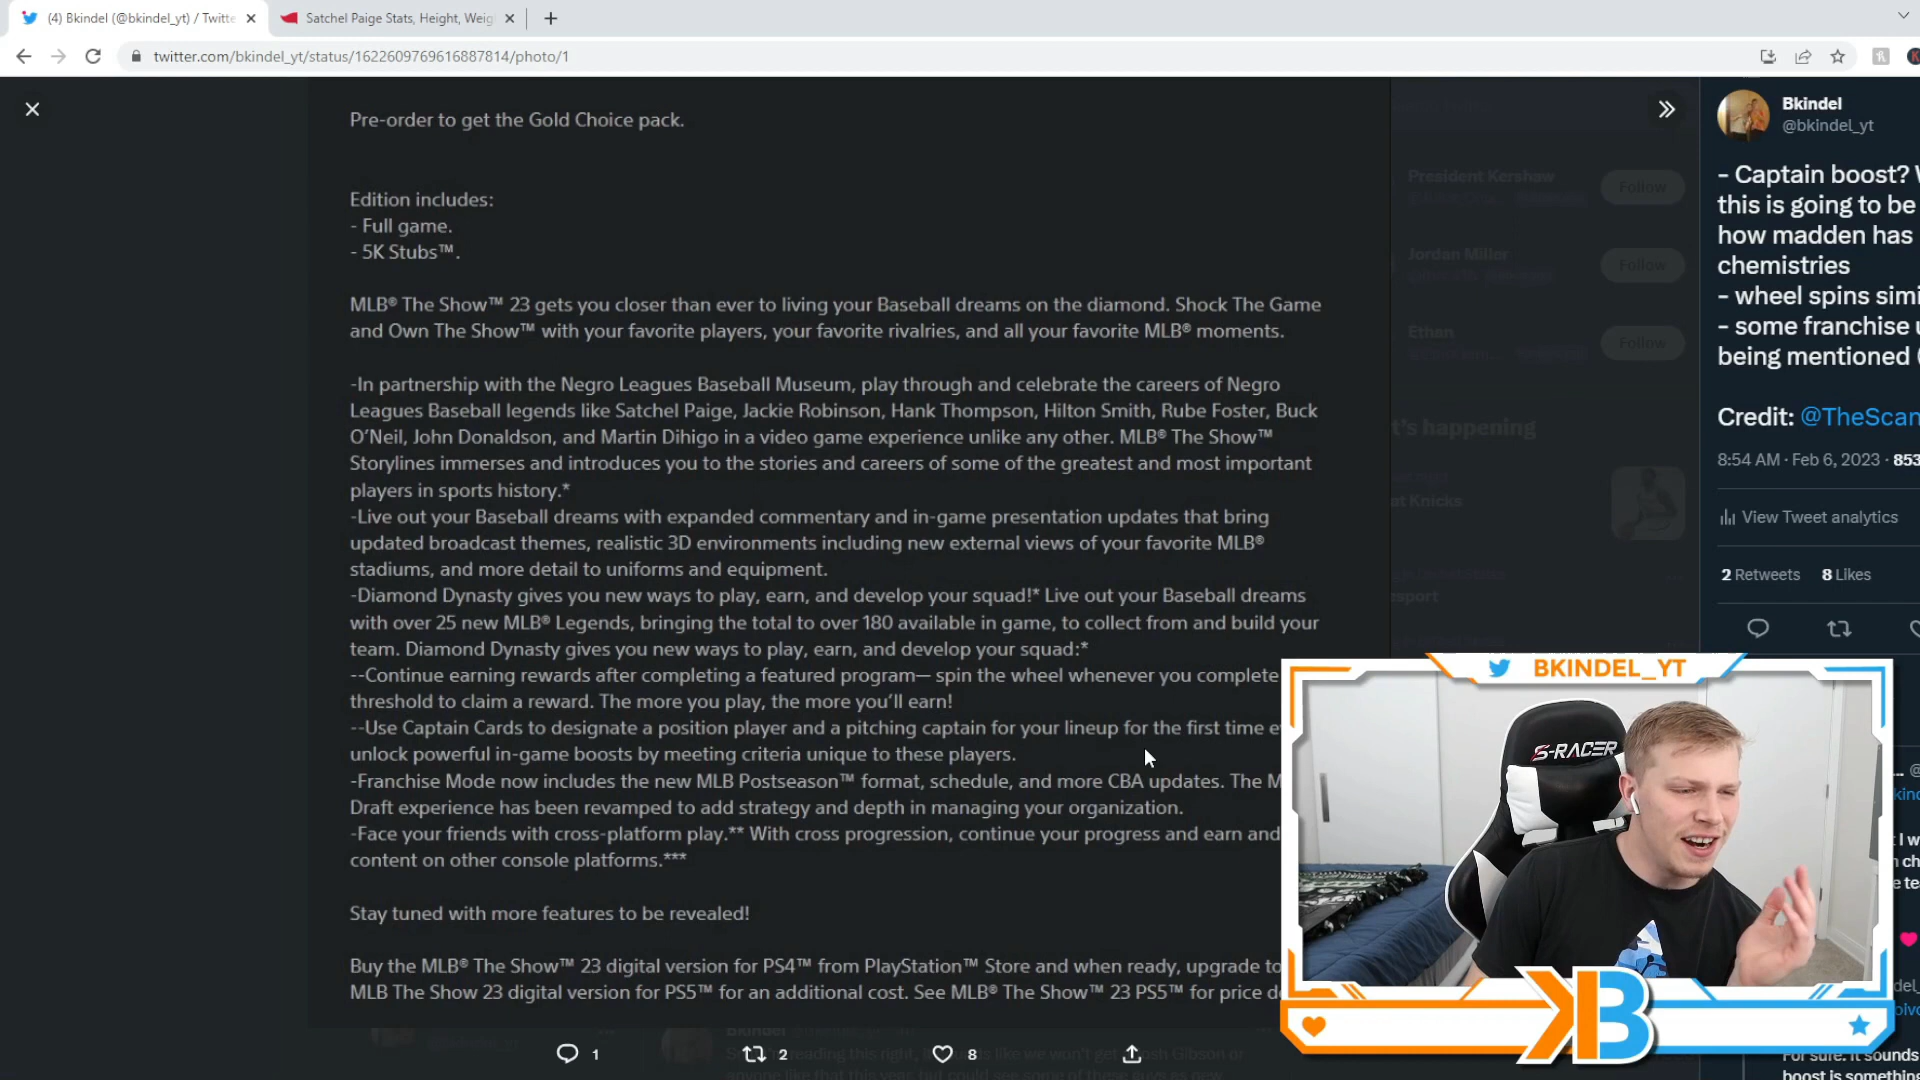 (4) Bkindel (@bkindel_yt) / Twitte
Satchel Paige Stats, Height, Weig
twitter.com/bkindel_yt/status/1622609769616887814/photo/1
Pre-order to get the Gold Choice pack.
Edition includes:
- Full game.
- 5K Stubs™.
MLB® The Show™ 23 gets you closer than ever to living your Baseball dreams on the diamond. Shock The Game
and Own The Show™ with your favorite players, your favorite rivalries, and all your favorite MLB® moments.
-In partnership with the Negro Leagues Baseball Museum, play through and celebrate the careers of Negro
Leagues Baseball legends like Satchel Paige, Jackie Robinson, Hank Thompson, Hilton Smith, Rube Foster, Buck
O'Neil, John Donaldson, and Martin Dihigo in a video game experience unlike any other. MLB® The Show™
Storylines immerses and introduces you to the stories and careers of some of the greatest and most important
players in sports history.*
-Live out your Baseball dreams with expanded commentary and in-game presentation updates that bring
updated broadcast themes, realistic 3D environments including new external views of your favorite MLB®
stadiums, and more detail to uniforms and equipment.
-Diamond Dynasty gives you new ways to play, earn, and develop your squad!* Live out your Baseball dreams
with over 25 new MLB® Legends, bringing the total to over 180 available in game, to collect from and build your
team. Diamond Dynasty gives you new ways to play, earn, and develop your squad:*
--Continue earning rewards after completing a featured program— spin the wheel whenever you complete
threshold to claim a reward. The more you play, the more you'll earn!
--Use Captain Cards to designate a position player and a pitching captain for your lineup for the first time e
unlock powerful in-game boosts by meeting criteria unique to these players.
-Franchise Mode now includes the new MLB Postseason™ format, schedule, and more CBA updates. The M
Draft experience has been revamped to add strategy and depth in managing your organization.
-Face your friends with cross-platform play.** With cross progression, continue your progress and earn and
content on other console platforms.***
Stay tuned with more features to be revealed!
Buy the MLB® The Show™ 23 digital version for PS4™ from PlayStation™ Store and when ready, upgrade to
MLB The Show 23 digital version for PS5™ for an additional cost. See MLB® The Show™ 23 PS5™ for price d
1
2
8
President Kershaw
Follow
Jordan Miller
Follow
Ethan
Follow
t's happening
at Knicks
Bkindel
@bkindel_yt
- Captain boost?
this is going to be
how madden has
chemistries
- wheel spins simi
- some franchise
being mentioned
Credit: @TheScan
8:54 AM · Feb 6, 2023 · 853
View Tweet analytics
2 Retweets 8 Likes
BKINDEL_YT
S-RACER
KB
For sure. It sounds
boost is somethin